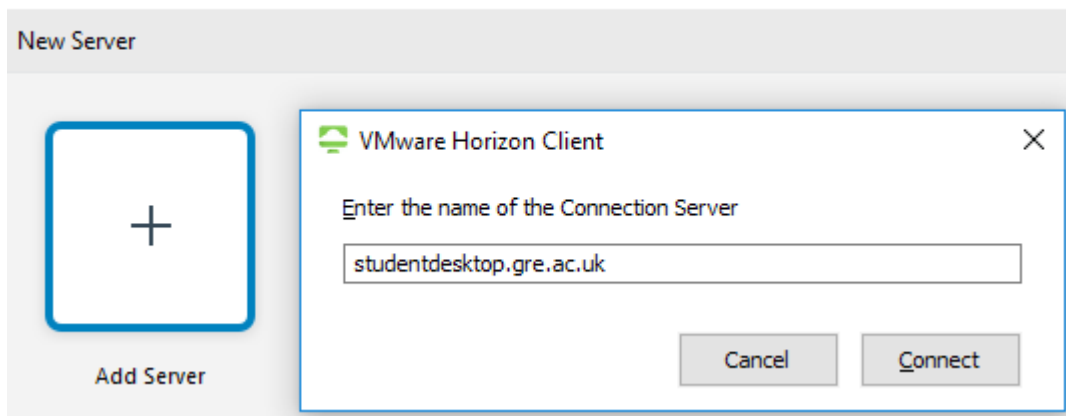 New Server
VMware Horizon Client
Enter the name of the Connection Server
studentdesktop.gre.ac.uk
Cancel
Connect
Add Server